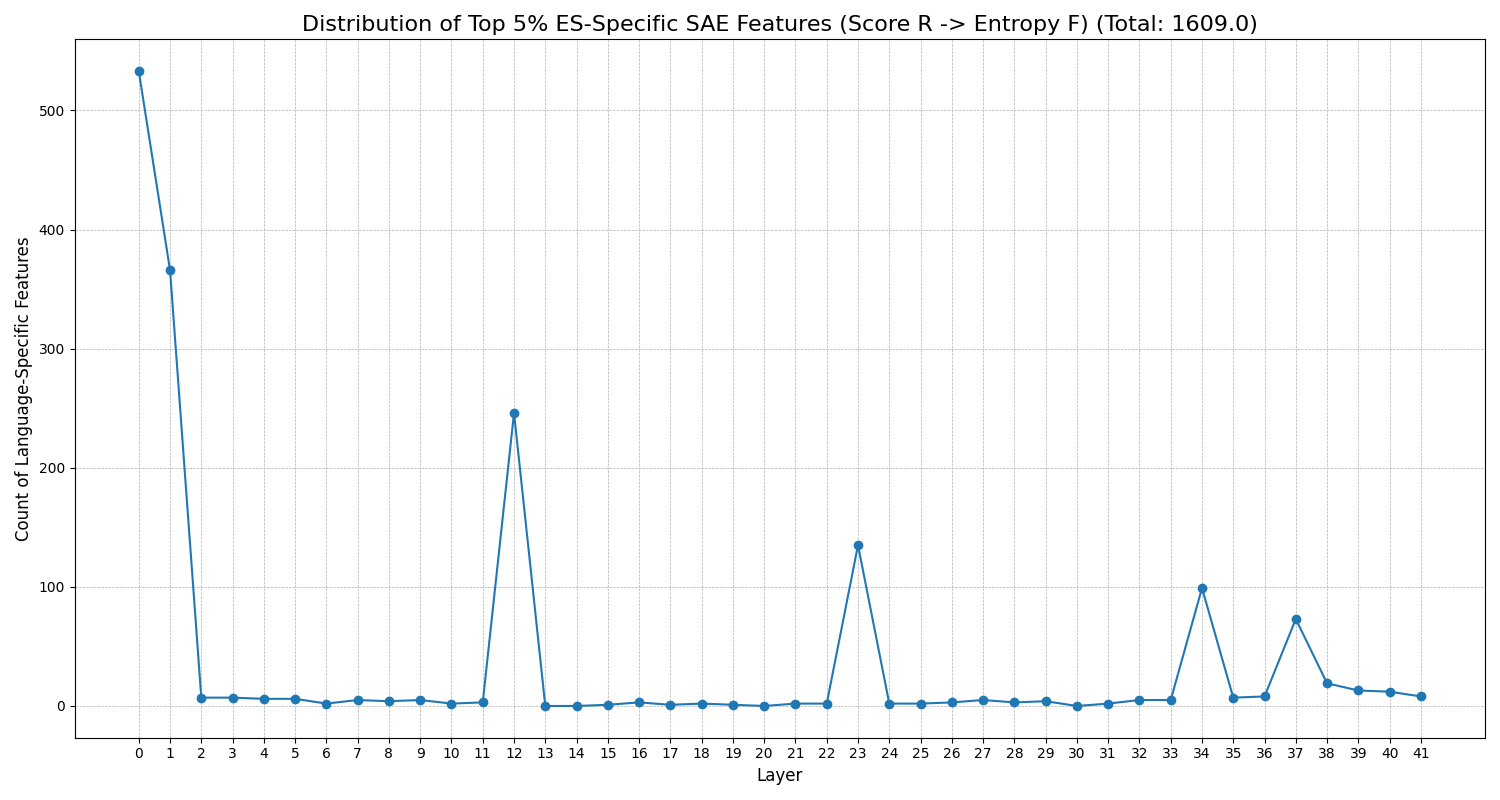 Distribution of Top 5% ES-Specific SAE Features (Score R -> Entropy F) (Total: 1609.0)
Count of Language-Specific Features
500
400
300
200
100
0
0 1 2 3 4 5 6 7 8 9 10 11 12 13 14 15 16 17 18 19 20 21 22 23 24 25 26 27 28 29 30 31 32 33 34 35 36 37 38 39 40 41
Layer